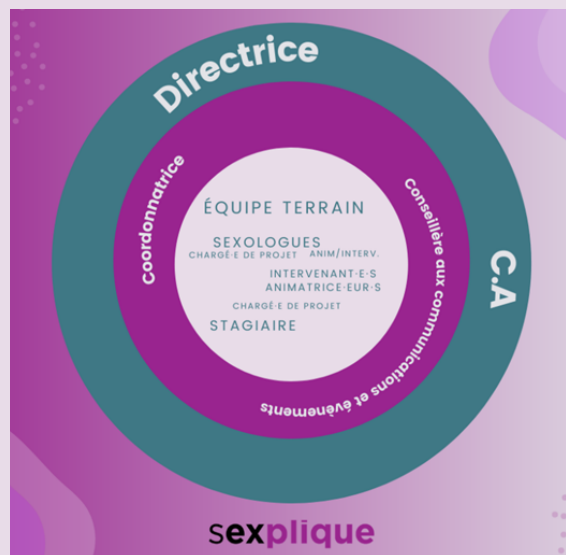 Directrice
C.A
Coordonnatrice
Conseillère aux communications et évènements
ÉQUIPE TERRAIN
SEXOLOGUES
CHARGÉ·E DE PROJET ANIM/INTERV.
INTERVENANT·E·S
ANIMATRICE·EUR·S
CHARGÉ·E DE PROJET
STAGIAIRE
sexplique